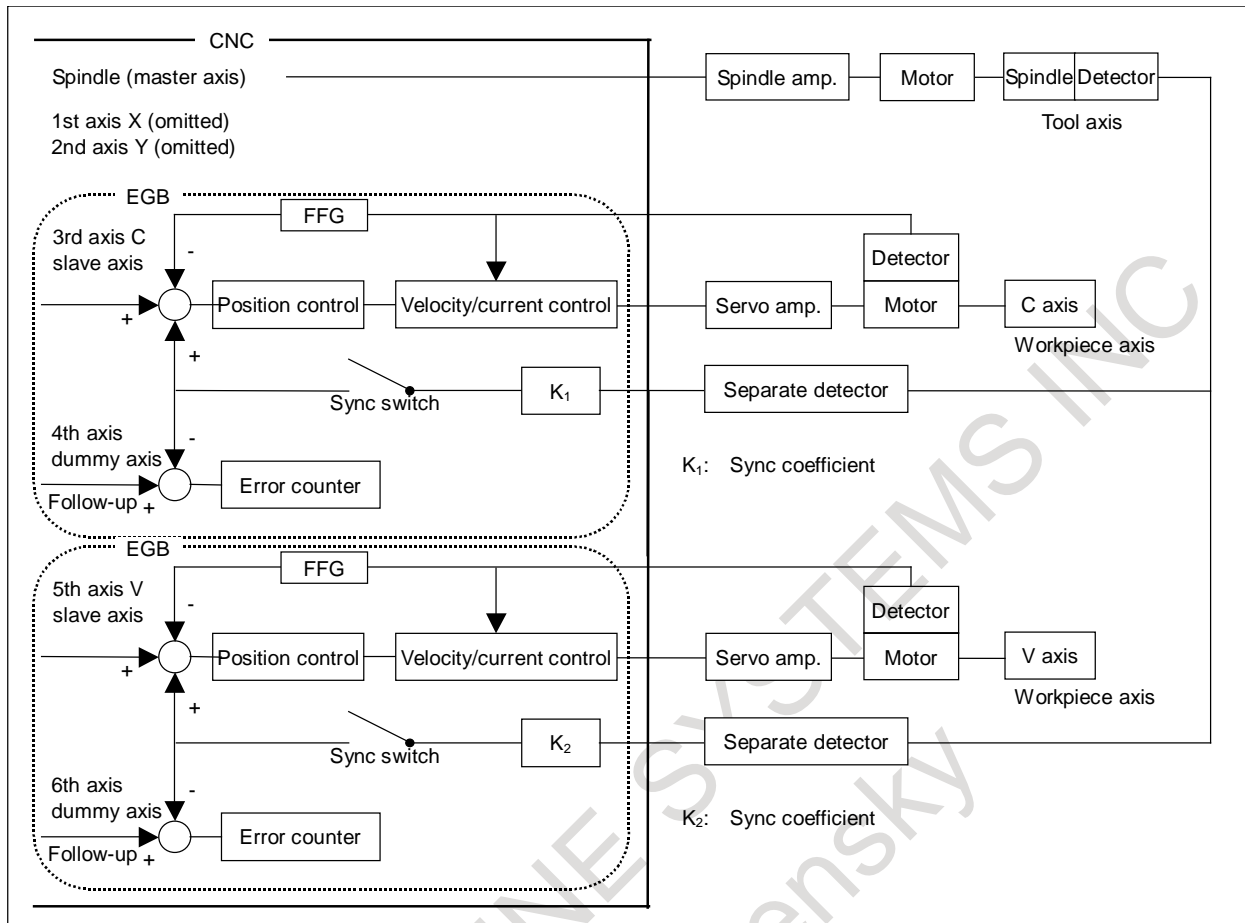 CNC
Spindle (master axis)
Spindle amp.
Motor
Spindle
Detector
Tool axis
1st axis X (omitted)
2nd axis Y (omitted)
EGB
FFG
3rd axis C
slave axis
-
+
+
Position control
Velocity/current control
Servo amp.
Detector
Motor
C axis
Workpiece axis
Sync switch
K1
Separate detector
4th axis
dummy axis
-
Follow-up +
Error counter
K1: Sync coefficient
EGB
FFG
5th axis V
slave axis
-
+
+
Position control
Velocity/current control
Servo amp.
Detector
Motor
V axis
Workpiece axis
Sync switch
K2
Separate detector
6th axis
dummy axis
-
Follow-up +
Error counter
K2: Sync coefficient
NE SYSTEMS INC
ensky